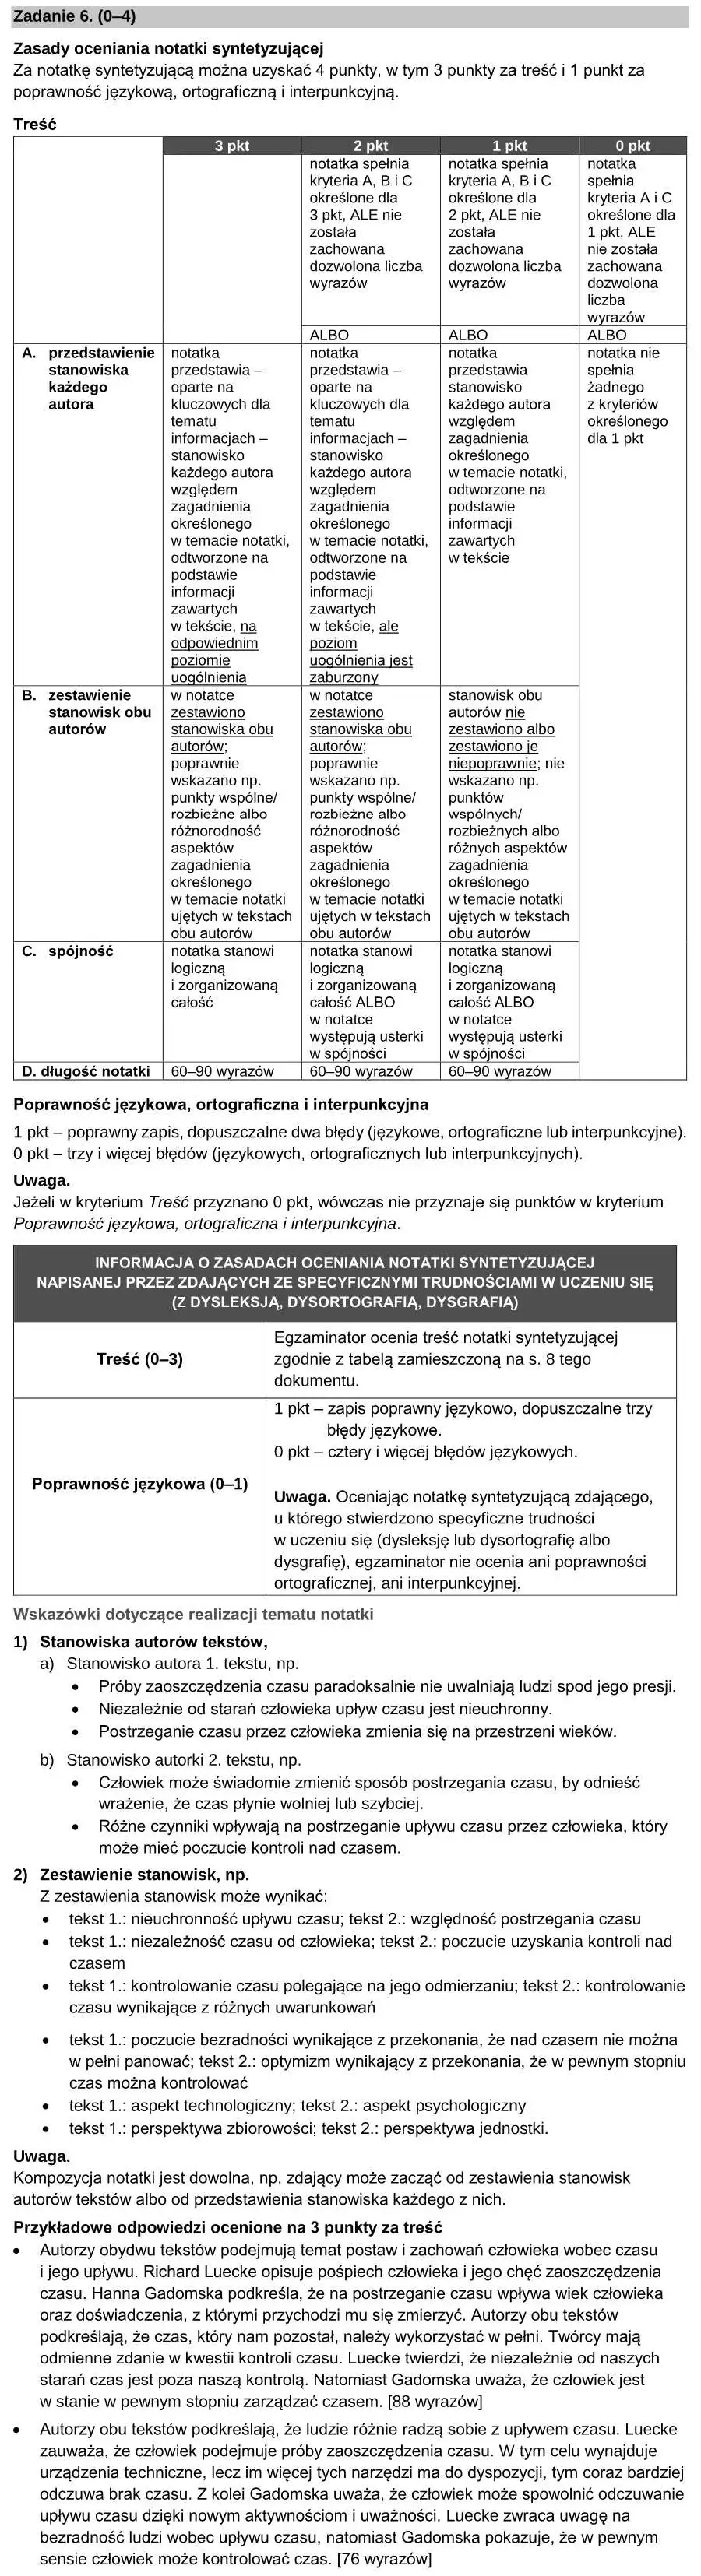 Zadanie 6. (0–4)
Zasady oceniania notatki syntetyzującej
Za notatkę syntetyzującą można uzyskać 4 punkty, w tym 3 punkty za treść i 1 punkt za
poprawność językową, ortograficzną i interpunkcyjną.
Treść
3 pkt
2 pkt
1 pkt
0 pkt
notatka spełnia
kryteria A, B i C
określone dla
3 pkt, ALE nie
została
zachowana
dozwolona liczba
wyrazów
notatka spełnia
kryteria A, B i C
określone dla
2 pkt, ALE nie
została
zachowana
dozwolona liczba
wyrazów
notatka
spełnia
kryteria A i C
określone dla
1 pkt, ALE
nie została
zachowana
dozwolona
liczba
wyrazów
ALBO
ALBO
ALBO
A. przedstawienie
stanowiska
każdego
autora
notatka
przedstawia –
oparte na
kluczowych dla
tematu
informacjach –
stanowisko
każdego autora
względem
zagadnienia
określonego
w temacie notatki,
odtworzone na
podstawie
informacji
zawartych
w tekście, na
odpowiednim
poziomie
uogólnienia
notatka
przedstawia –
oparte na
kluczowych dla
tematu
informacjach –
stanowisko
każdego autora
względem
zagadnienia
określonego
w temacie notatki,
odtworzone na
podstawie
informacji
zawartych
w tekście, ale
poziom
uogólnienia jest
zaburzony
notatka
przedstawia
stanowisko
każdego autora
względem
zagadnienia
określonego
w temacie notatki,
odtworzone na
podstawie
informacji
zawartych
w tekście
notatka nie
spełnia
żadnego
z kryteriów
określonego
dla 1 pkt
B. zestawienie
stanowisk obu
autorów
w notatce
zestawiono
stanowiska obu
autorów;
poprawnie
wskazano np.
punkty wspólne/
rozbieżne albo
różnorodność
aspektów
zagadnienia
określonego
w temacie notatki
ujętych w tekstach
obu autorów
w notatce
zestawiono
stanowiska obu
autorów;
poprawnie
wskazano np.
punkty wspólne/
rozbieżne albo
różnorodność
aspektów
zagadnienia
określonego
w temacie notatki
ujętych w tekstach
obu autorów
stanowisk obu
autorów nie
zestawiono albo
zestawiono je
niepoprawnie; nie
wskazano np.
punktów
wspólnych/
rozbieżnych albo
różnych aspektów
zagadnienia
określonego
w temacie notatki
ujętych w tekstach
obu autorów
C. spójność
notatka stanowi
logiczną
i zorganizowaną
całość
notatka stanowi
logiczną
i zorganizowaną
całość ALBO
w notatce
występują usterki
w spójności
notatka stanowi
logiczną
i zorganizowaną
całość ALBO
w notatce
występują usterki
w spójności
D. długość notatki
60–90 wyrazów
60–90 wyrazów
60–90 wyrazów
Poprawność językowa, ortograficzna i interpunkcyjna
1 pkt – poprawny zapis, dopuszczalne dwa błędy (językowe, ortograficzne lub interpunkcyjne).
0 pkt – trzy i więcej błędów (językowych, ortograficznych lub interpunkcyjnych).
Uwaga.
Jeżeli w kryterium Treść przyznano 0 pkt, wówczas nie przyznaje się punktów w kryterium
Poprawność językowa, ortograficzna i interpunkcyjna.
INFORMACJA O ZASADACH OCENIANIA NOTATKI SYNTETYZUJĄCEJ
NAPISANEJ PRZEZ ZDAJĄCYCH ZE SPECYFICZNYMI TRUDNOŚCIAMI W UCZENIU SIĘ
(Z DYSLEKSJĄ, DYSORTOGRAFIĄ, DYSGRAFIĄ)
Treść (0–3)
Egzaminator ocenia treść notatki syntetyzującej
zgodnie z tabelą zamieszczoną na s. 8 tego
dokumentu.
Poprawność językowa (0–1)
1 pkt – zapis poprawny językowo, dopuszczalne trzy
błędy językowe.
0 pkt – cztery i więcej błędów językowych.
Uwaga. Oceniając notatkę syntetyzującą zdającego,
u którego stwierdzono specyficzne trudności
w uczeniu się (dysleksję lub dysortografię albo
dysgrafię), egzaminator nie ocenia ani poprawności
ortograficznej, ani interpunkcyjnej.
Wskazówki dotyczące realizacji tematu notatki
1) Stanowiska autorów tekstów,
a) Stanowisko autora 1. tekstu, np.
• Próby zaoszczędzenia czasu paradoksalnie nie uwalniają ludzi spod jego presji.
• Niezależnie od starań człowieka upływ czasu jest nieuchronny.
• Postrzeganie czasu przez człowieka zmienia się na przestrzeni wieków.
b) Stanowisko autorki 2. tekstu, np.
• Człowiek może świadomie zmienić sposób postrzegania czasu, by odnieść
wrażenie, że czas płynie wolniej lub szybciej.
• Różne czynniki wpływają na postrzeganie upływu czasu przez człowieka, który
może mieć poczucie kontroli nad czasem.
2) Zestawienie stanowisk, np.
Z zestawienia stanowisk może wynikać:
• tekst 1.: nieuchronność upływu czasu; tekst 2.: względność postrzegania czasu
• tekst 1.: niezależność czasu od człowieka; tekst 2.: poczucie uzyskania kontroli nad
czasem
• tekst 1.: kontrolowanie czasu polegające na jego odmierzaniu; tekst 2.: kontrolowanie
czasu wynikające z różnych uwarunkowań
• tekst 1.: poczucie bezradności wynikające z przekonania, że nad czasem nie można
w pełni panować; tekst 2.: optymizm wynikający z przekonania, że w pewnym stopniu
czas można kontrolować
• tekst 1.: aspekt technologiczny; tekst 2.: aspekt psychologiczny
• tekst 1.: perspektywa zbiorowości; tekst 2.: perspektywa jednostki.
Uwaga.
Kompozycja notatki jest dowolna, np. zdający może zacząć od zestawienia stanowisk
autorów tekstów albo od przedstawienia stanowiska każdego z nich.
Przykładowe odpowiedzi ocenione na 3 punkty za treść
• Autorzy obydwu tekstów podejmują temat postaw i zachowań człowieka wobec czasu
i jego upływu. Richard Luecke opisuje pośpiech człowieka i jego chęć zaoszczędzenia
czasu. Hanna Gadomska podkreśla, że na postrzeganie czasu wpływa wiek człowieka
oraz doświadczenia, z którymi przychodzi mu się zmierzyć. Autorzy obu tekstów
podkreślają, że czas, który nam pozostał, należy wykorzystać w pełni. Twórcy mają
odmienne zdanie w kwestii kontroli czasu. Luecke twierdzi, że niezależnie od naszych
starań czas jest poza naszą kontrolą. Natomiast Gadomska uważa, że człowiek jest
w stanie w pewnym stopniu zarządzać czasem. [88 wyrazów]
• Autorzy obu tekstów podkreślają, że ludzie różnie radzą sobie z upływem czasu. Luecke
zauważa, że człowiek podejmuje próby zaoszczędzenia czasu. W tym celu wynajduje
urządzenia techniczne, lecz im więcej tych narzędzi ma do dyspozycji, tym coraz bardziej
odczuwa brak czasu. Z kolei Gadomska uważa, że człowiek może spowolnić odczuwanie
upływu czasu dzięki nowym aktywnościom i uważności. Luecke zwraca uwagę na
bezradność ludzi wobec upływu czasu, natomiast Gadomska pokazuje, że w pewnym
sensie człowiek może kontrolować czas. [76 wyrazów]